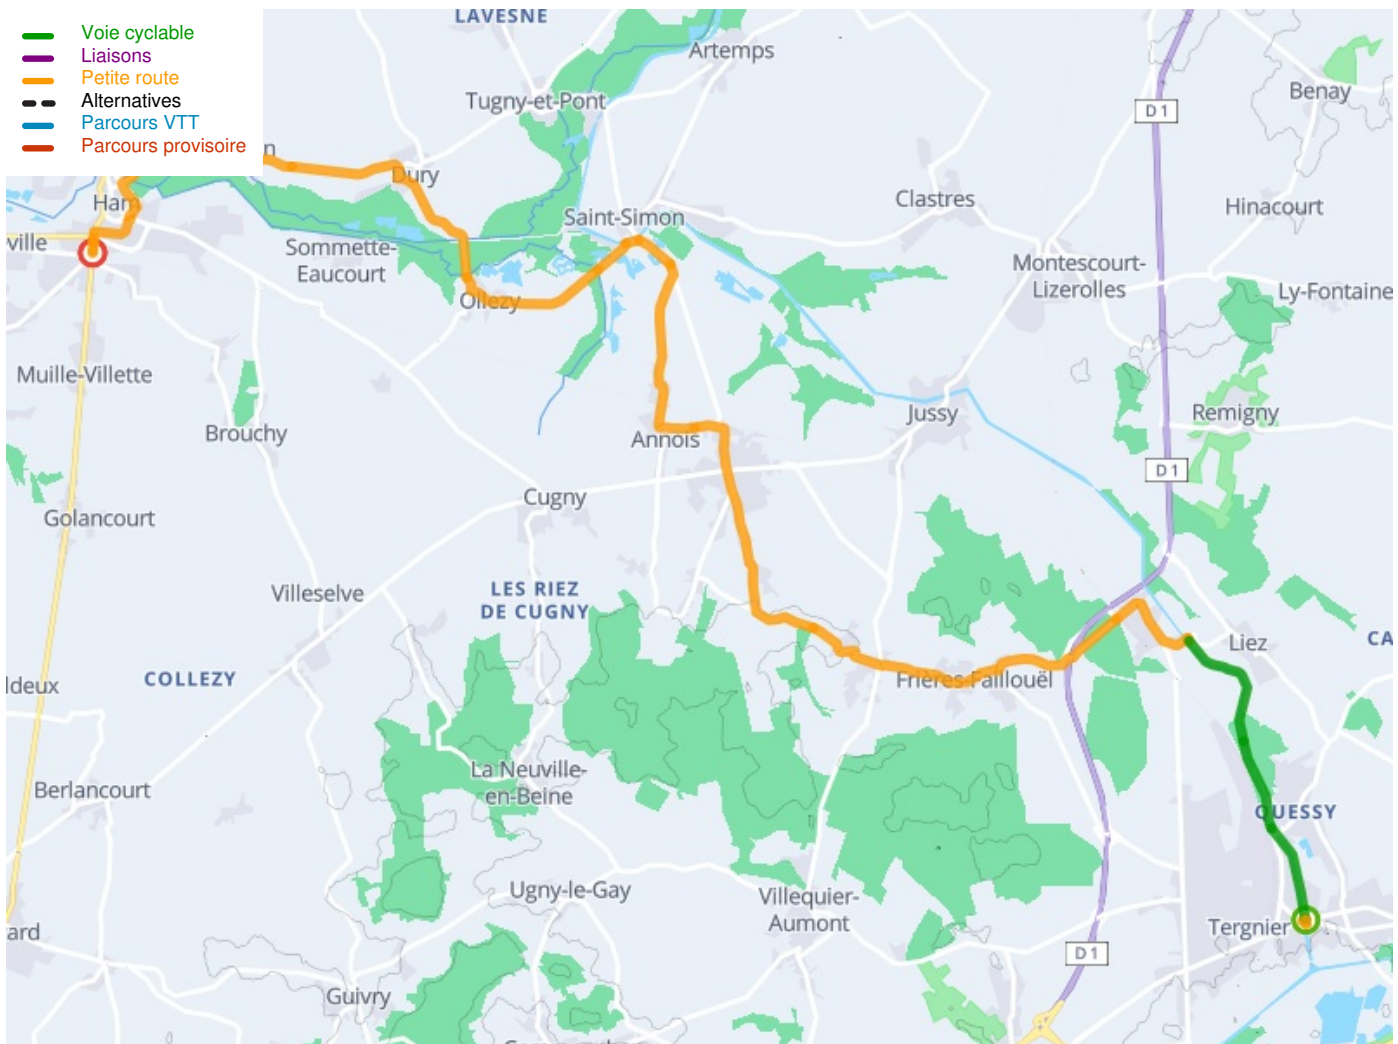 Voie cyclable
Liaisons
Petite route
Alternatives
Parcours VTT
Parcours provisoire
LAVESNE
Artemps
Tugny-et-Pont
Benay
D 1
Dury
Ham
Clastres
Saint-Simon
Hinacourt
Sommette-
Eaucourt
Montescourt-
Lizerolles
Ly-Fontaine
Ollezy
Muille-Villette
Jussy
Remigny
Brouchy
Annois
D 1
Cugny
Golancourt
Villeselve
LES RIEZ
DE CUGNY
Liez
COLLEZY
Frières-Faillouël
La Neuville-
en-Beine
Berlancourt
QUESSY
Ugny-le-Gay
Villequier-
Aumont
Tergnier
D 1
Guivry